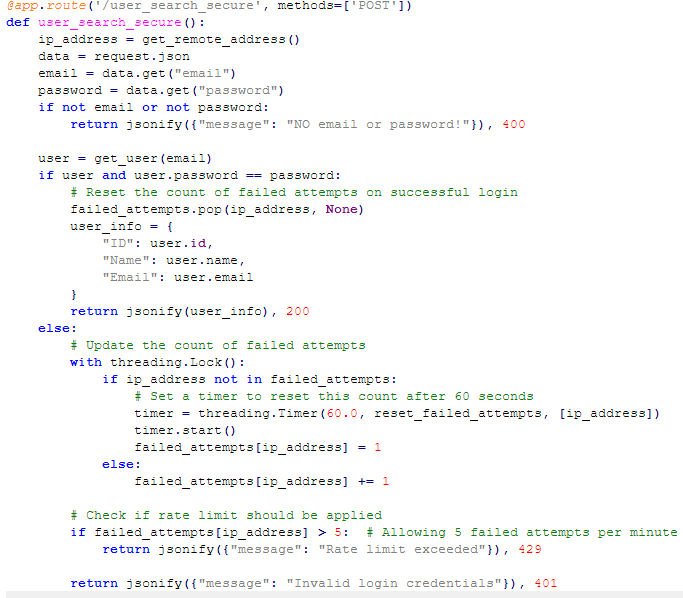 @app.route('/user_search_secure', methods=['POST'])
def user_search_secure():
    ip_address = get_remote_address()
    data = request.json
    email = data.get("email")
    password = data.get("password")
    if not email or not password:
        return jsonify({"message": "NO email or password!"}), 400

    user = get_user(email)
    if user and user.password == password:
        # Reset the count of failed attempts on successful login
        failed_attempts.pop(ip_address, None)
        user_info = {
            "ID": user.id,
            "Name": user.name,
            "Email": user.email
        }
        return jsonify(user_info), 200
    else:
        # Update the count of failed attempts
        with threading.Lock():
            if ip_address not in failed_attempts:
                # Set a timer to reset this count after 60 seconds
                timer = threading.Timer(60.0, reset_failed_attempts, [ip_address])
                timer.start()
                failed_attempts[ip_address] = 1
            else:
                failed_attempts[ip_address] += 1

        # Check if rate limit should be applied
        if failed_attempts[ip_address] > 5:  # Allowing 5 failed attempts per minute
            return jsonify({"message": "Rate limit exceeded"}), 429

        return jsonify({"message": "Invalid login credentials"}), 401